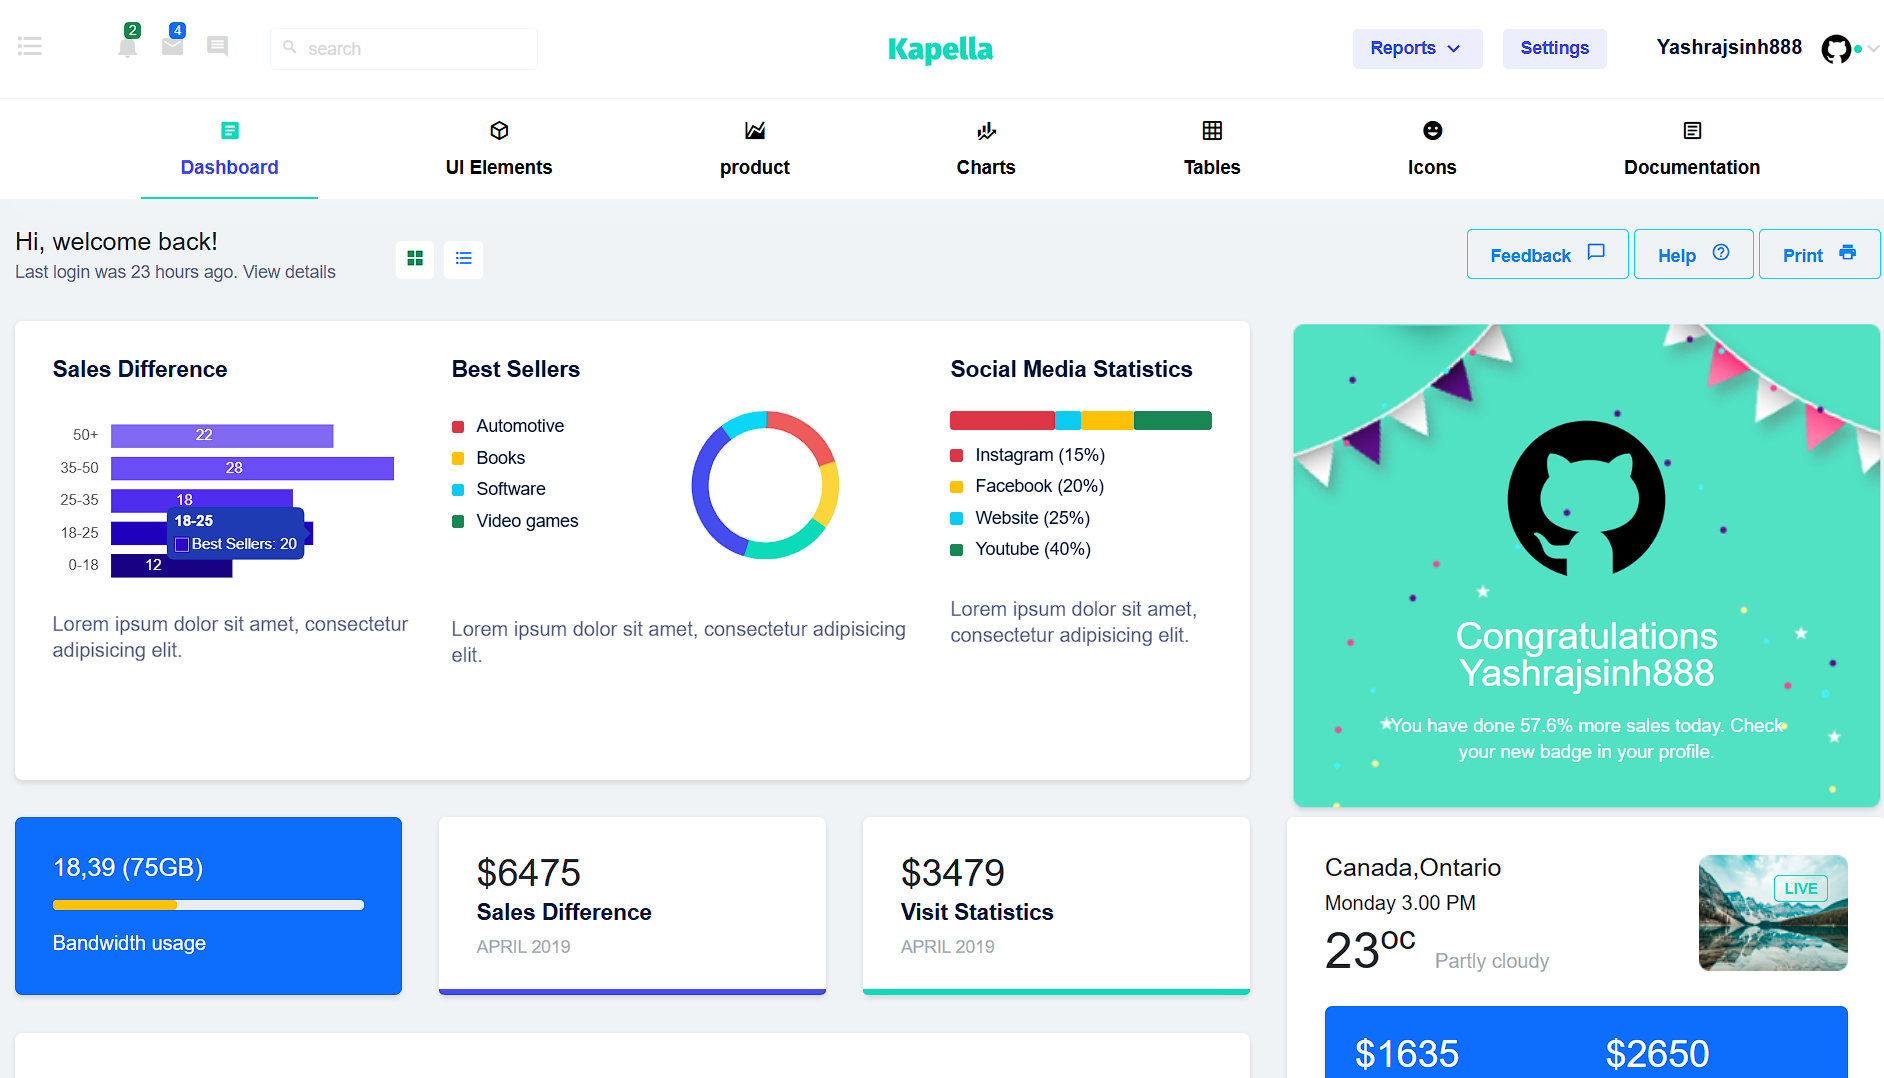 2
4
search
Kapella
Reports
Settings
Yashrajsinh888
Dashboard
UI Elements
product
Charts
Tables
Icons
Documentation
Hi, welcome back!
Last login was 23 hours ago. View details
Feedback
Help
Print
Sales Difference
50+
22
35-50
28
25-35
18
18-25
18-25
Best Sellers: 20
0-18
12
Lorem ipsum dolor sit amet, consectetur
adipisicing elit.
Best Sellers
Automotive
Books
Software
Video games
Lorem ipsum dolor sit amet, consectetur adipisicing
elit.
Social Media Statistics
Instagram (15%)
Facebook (20%)
Website (25%)
Youtube (40%)
Lorem ipsum dolor sit amet,
consectetur adipisicing elit.
Congratulations
Yashrajsinh888
You have done 57.6% more sales today. Check
your new badge in your profile.
18,39 (75GB)
Bandwidth usage
$6475
Sales Difference
APRIL 2019
$3479
Visit Statistics
APRIL 2019
Canada,Ontario
Monday 3.00 PM
23OC Partly cloudy
LIVE
$1635
$2650